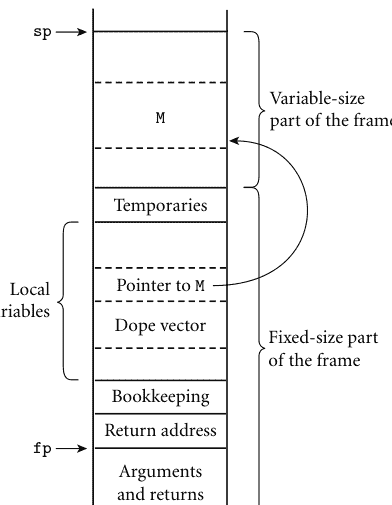 sp
M
Variable-size
part of the frame
Temporaries
Pointer to M
Local
riables
Dope vector
Fixed-size part
of the frame
Bookkeeping
Return address
fp
Arguments
and returns